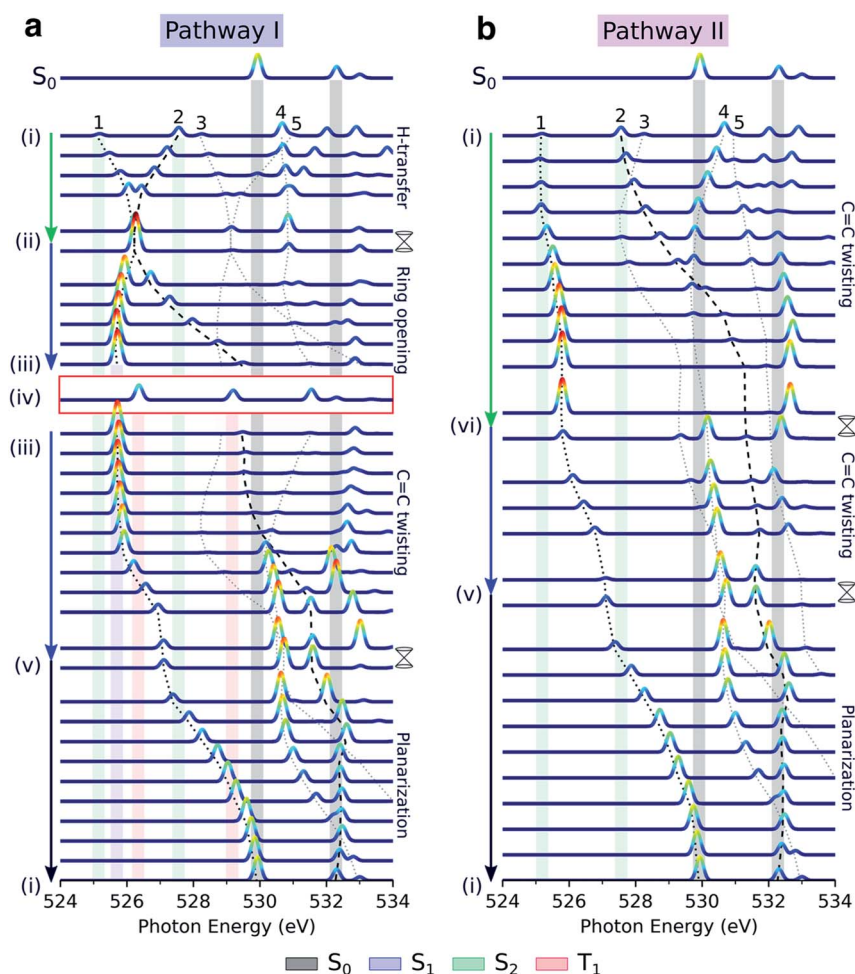 a Pathway I
b Pathway II
S0
(i)
1 2 3 4 5
H-transfer
(ii)
Ring opening
(iii)
(iv)
(iii)
C=C twisting
(v)
Planarization
(i)
524 526 528 530 532 534
Photon Energy (eV)
1 2 3 4 5
(i)
C=C twisting
(vi)
C=C twisting
(v)
Planarization
(i)
524 526 528 530 532 534
Photon Energy (eV)
S0 S1 S2 T1